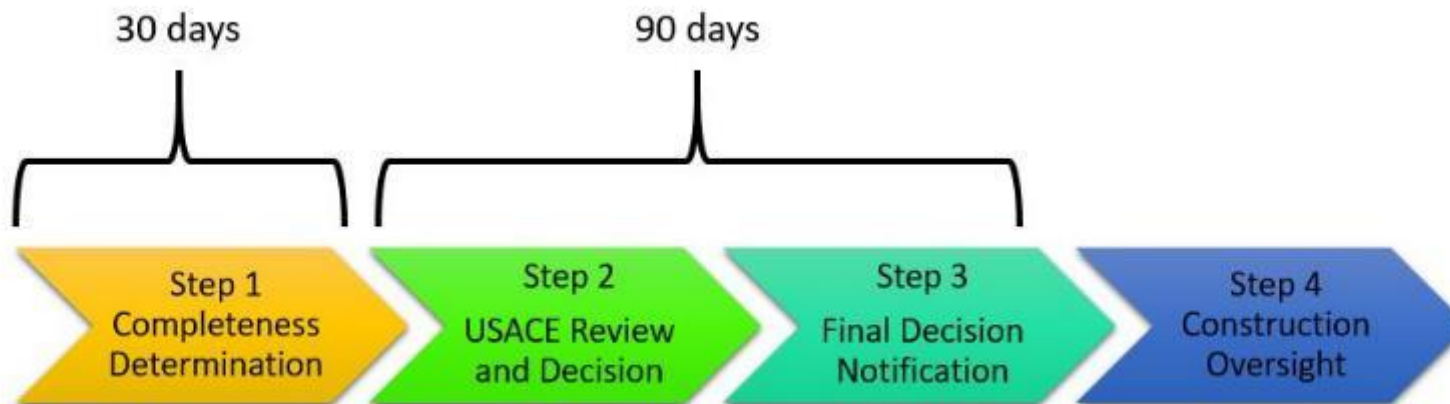 30 days
90 days
Step 1
Completeness
Determination
Step 2
USACE Review
and Decision
Step 3
Final Decision
Notification
Step 4
Construction
Oversight